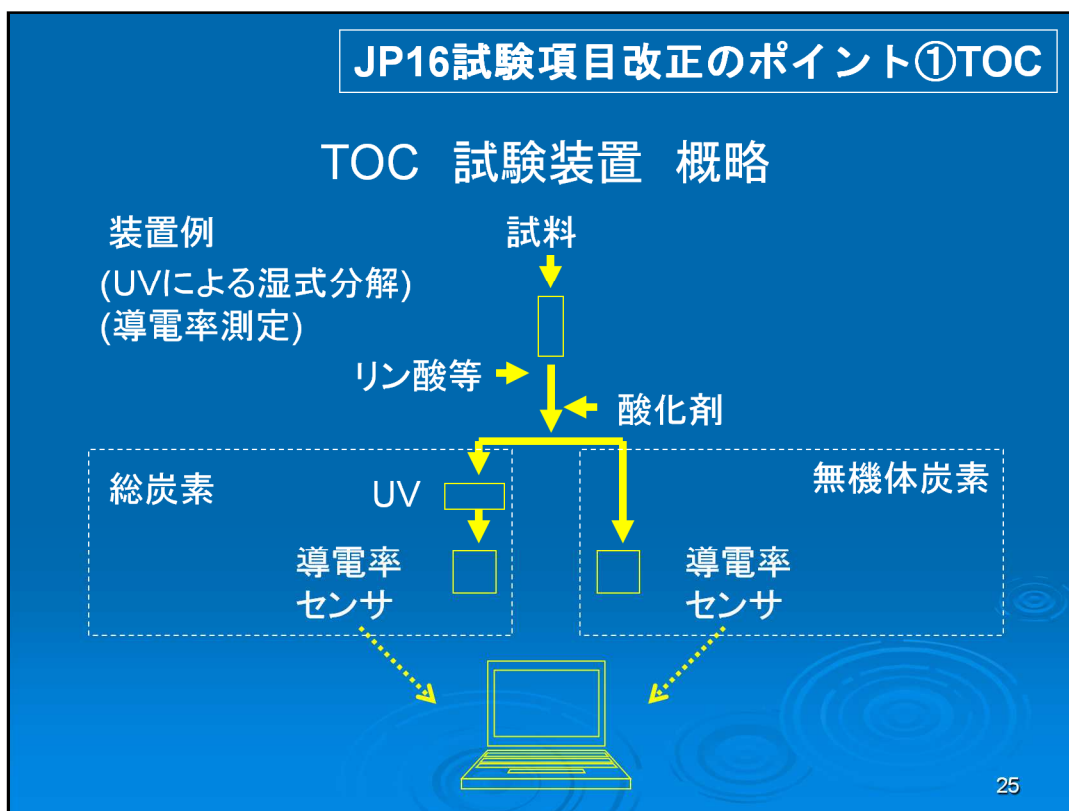 JP16試験項目改正のポイント①TOC
TOC 試験装置 概略
装置例
(UVによる湿式分解)
(導電率測定)
試料
リン酸等
酸化剤
総炭素
UV
導電率
センサ
無機体炭素
導電率
センサ
25